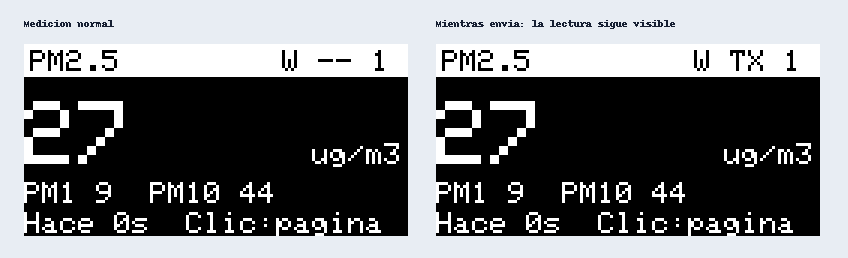 Medicion normal
PM2.5 W -- 1
27 ug/m3
PM1 9 PM10 44
Hace 0s Clic:pagina
Mientras envia: la lectura sigue visible
PM2.5 W TX 1
27 ug/m3
PM1 9 PM10 44
Hace 0s Clic:pagina